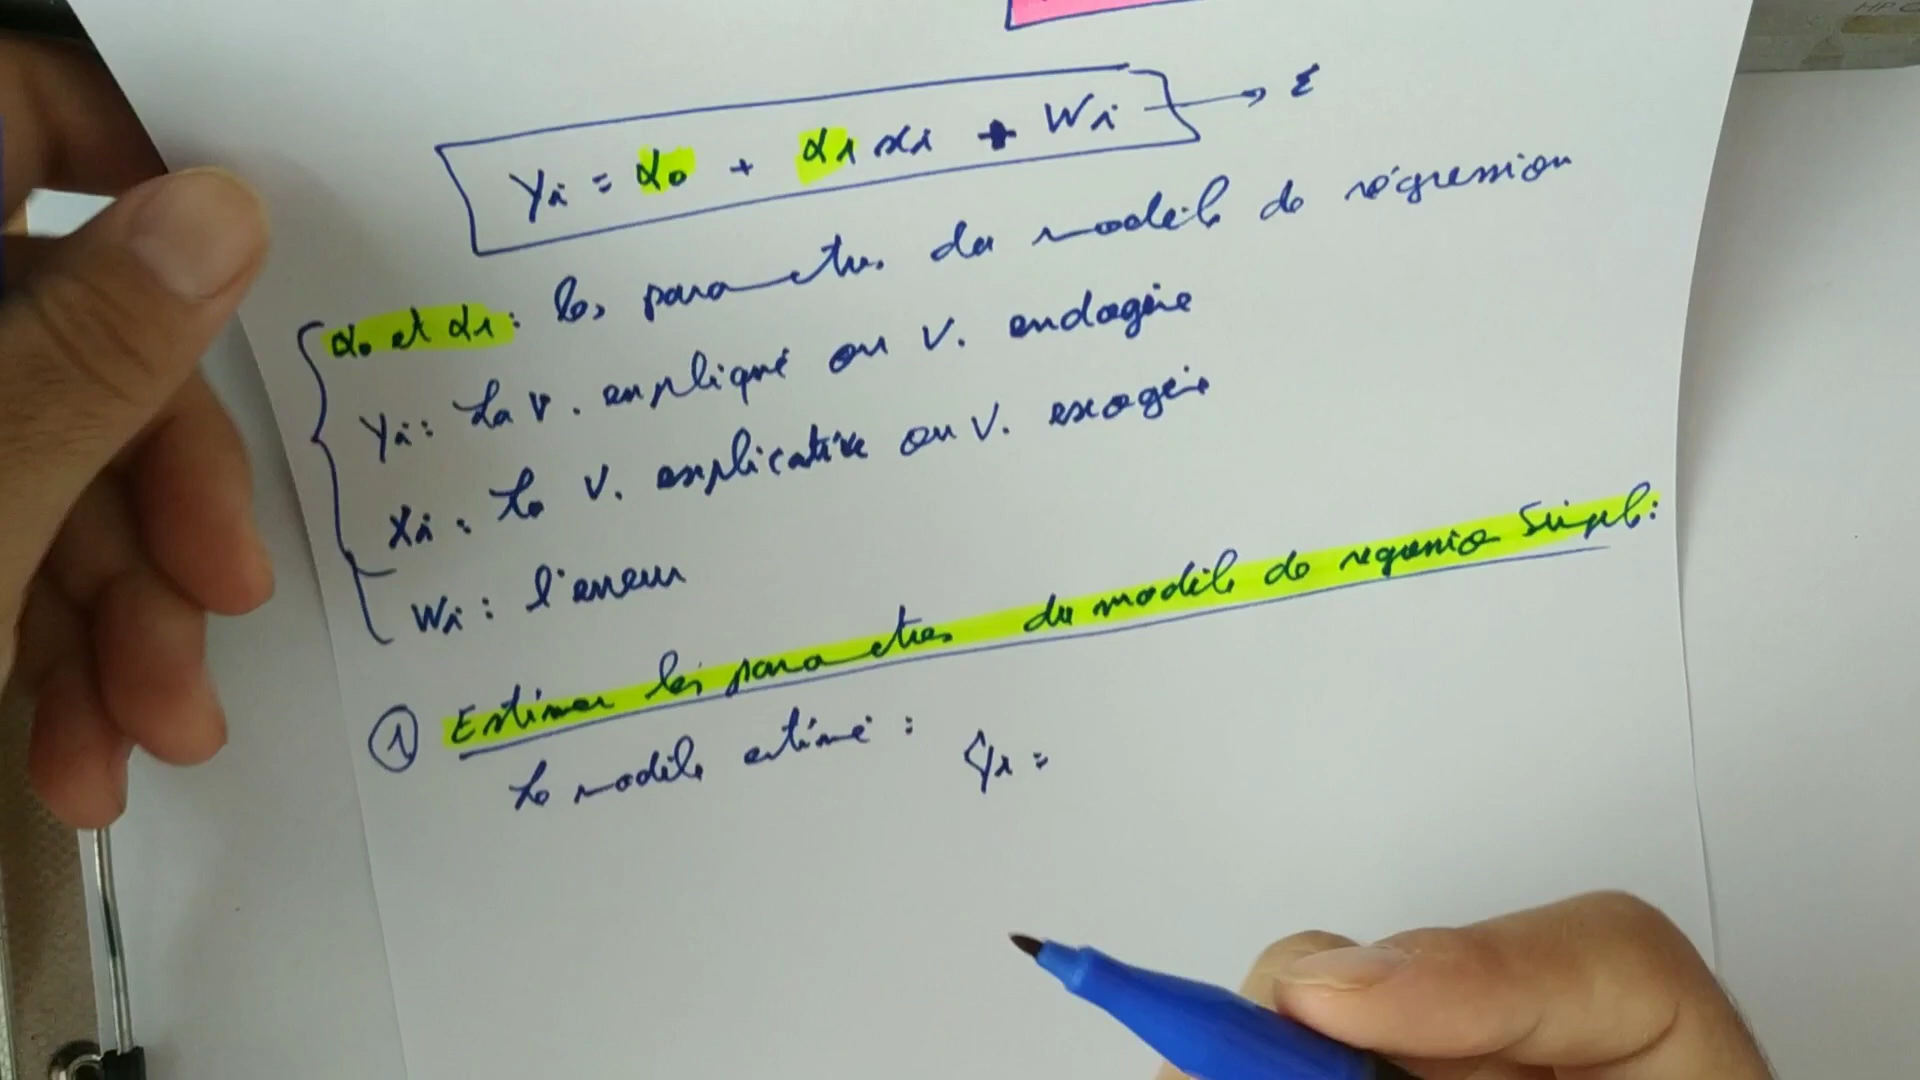 Yi = α0 + α1 xi + Wi → ε
α0 et α1 : les paramètres du modèle de régression
Yi : La v. expliqué ou V. endogène
Xi : La V. explicative ou V. exogène
Wi : l'erreur
① Estimer les paramètres du modèle de régression Simple :
Le modèle estimé : Ŷi =